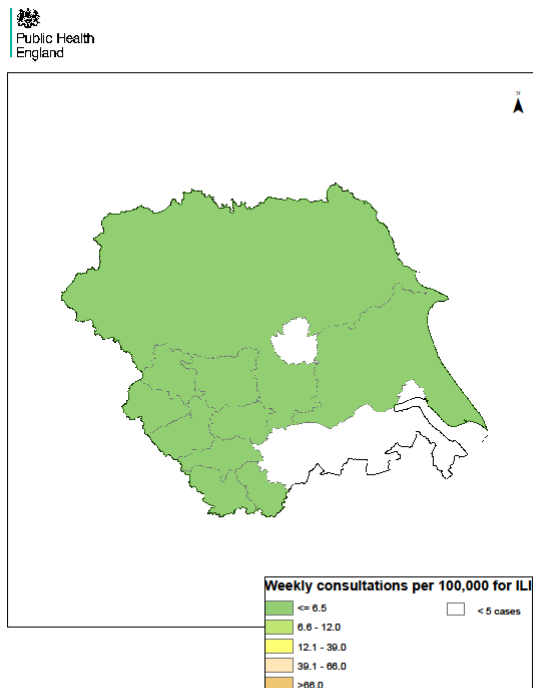 Public Health
England
N
Weekly consultations per 100,000 for ILI
<= 6.5
< 5 cases
6.6 - 12.0
12.1 - 39.0
39.1 - 66.0
>66.0